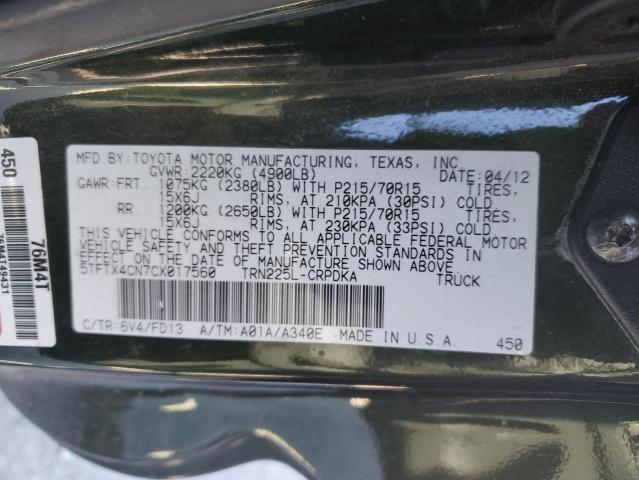 MFD.BY:TOYOTA MOTOR MANUFACTURING, TEXAS, INC.
GVWR:2220KG (4900LB) DATE:04/12
GAWR:FRT 1075KG (2380LB) WITH P215/70R15 TIRES,
15X6J RIMS, AT 210KPA (30PSI) COLD.
RR 1200KG (2650LB) WITH P215/70R15 TIRES,
15X6J RIMS, AT 230KPA (33PSI) COLD.
THIS VEHICLE CONFORMS TO ALL APPLICABLE FEDERAL MOTOR
VEHICLE SAFETY, BUMPER, AND THEFT PREVENTION STANDARDS IN
EFFECT ON THE DATE OF MANUFACTURE SHOWN ABOVE.
5TFTX4CN7CX017560 TRN225L-CRPDKA TRUCK
C/TR:6V4/FD13 A/TM:A01A/A340E MADE IN U.S.A. 450
450
76M4T